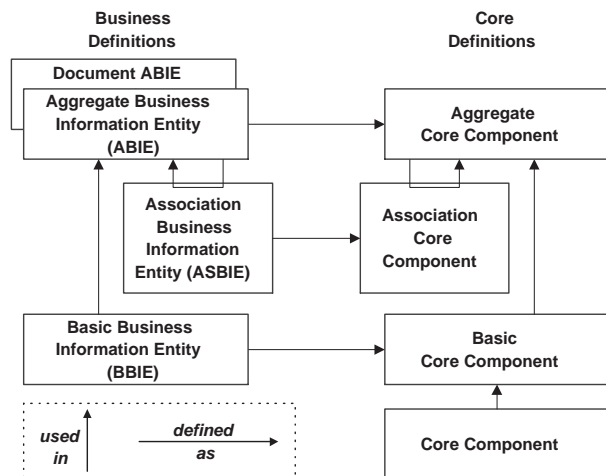 Business
Definitions
Core
Definitions
Document ABIE
Aggregate Business
Information Entity
(ABIE)
Aggregate
Core Component
Association
Business
Information
Entity (ASBIE)
Association
Core
Component
Basic Business
Information Entity
(BBIE)
Basic
Core Component
used
in
defined
as
Core Component